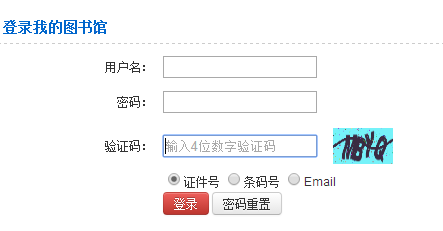 登录我的图书馆
用户名：
密码：
验证码： 输入4位数字验证码
证件号 条码号 Email
登录 密码重置